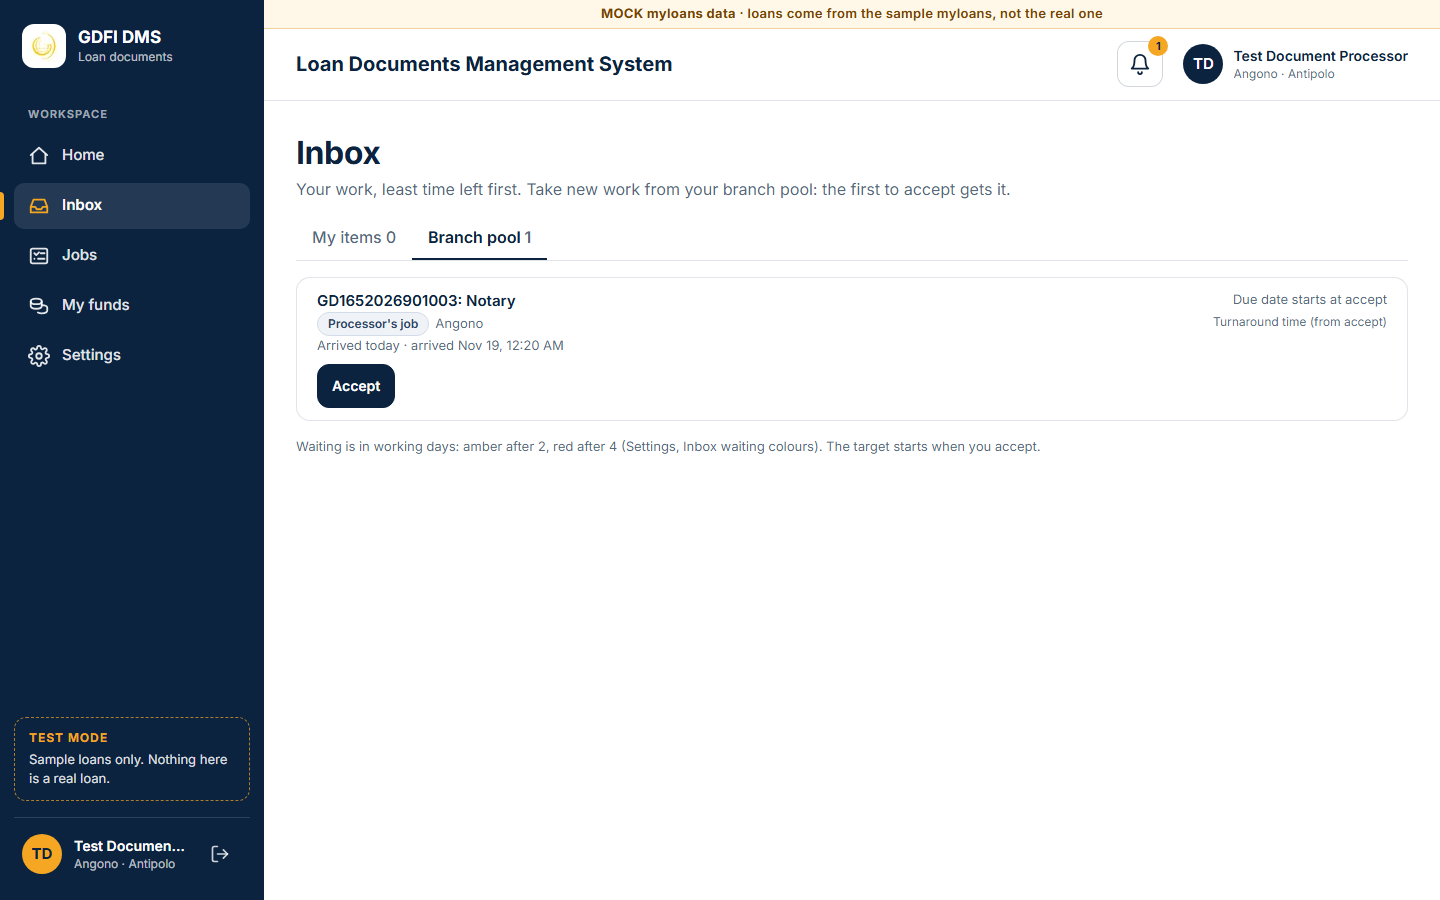 MOCK myloans data · loans come from the sample myloans, not the real one
GDFI DMS
Loan documents
Loan Documents Management System
1
TD
Test Document Processor
Angono · Antipolo
WORKSPACE
Home
Inbox
Jobs
My funds
Settings
Inbox
Your work, least time left first. Take new work from your branch pool: the first to accept gets it.
My items 0
Branch pool 1
GD1652026901003: Notary
Due date starts at accept
Processor's job
Angono
Turnaround time (from accept)
Arrived today · arrived Nov 19, 12:20 AM
Accept
Waiting is in working days: amber after 2, red after 4 (Settings, Inbox waiting colours). The target starts when you accept.
TEST MODE
Sample loans only. Nothing here
is a real loan.
TD
Test Documen...
Angono · Antipolo